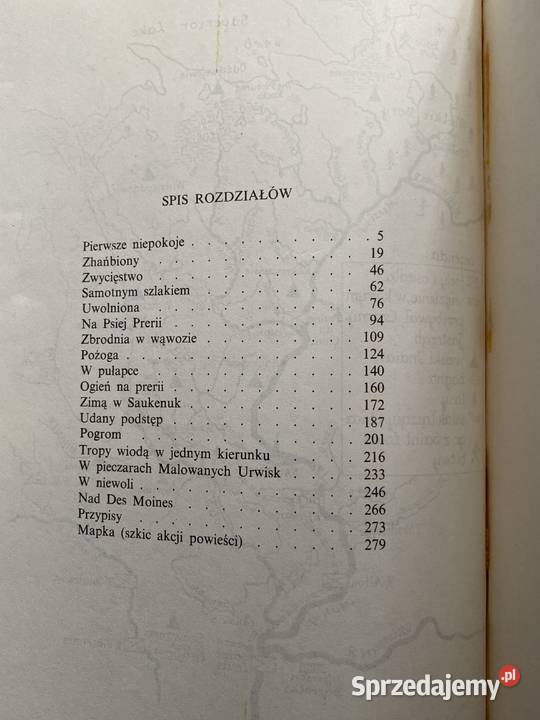 Superior Lake
SPIS ROZDZIAŁÓW
Pierwsze niepokoje . . . . . . . . . . . 5
Zhańbiony . . . . . . . . . . . 19
Zwycięstwo . . . . . . . . . . . 46
Samotnym szlakiem . . . . . . . . . . . 62
Uwolniona . . . . . . . . . . . 76
Na Psiej Prerii . . . . . . . . . . . 94
Zbrodnia w wąwozie . . . . . . . . . . 109
Pożoga . . . . . . . . . . . 124
W pułapce . . . . . . . . . . . 140
Ogień na prerii . . . . . . . . . . . 160
Zimą w Saukenuk . . . . . . . . . . . 172
Udany podstęp . . . . . . . . . . . 187
Pogrom . . . . . . . . . . . 201
Tropy wiodą w jednym kierunku . . . . . . 216
W pieczarach Malowanych Urwisk . . . . . . 233
W niewoli . . . . . . . . . . . 246
Nad Des Moines . . . . . . . . . . . 266
Przypisy . . . . . . . . . . . 273
Mapka (szkic akcji powieści) . . . . . . . 279
Sprzedajemy.pl